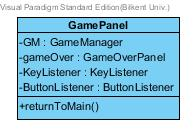 Visual Paradigm Standard Edition(Bilkent Univ.)
GamePanel
-GM : GameManager
-gameOver : GameOverPanel
-KeyListener : KeyListener
-ButtonListener : ButtonListener
+returnToMain()